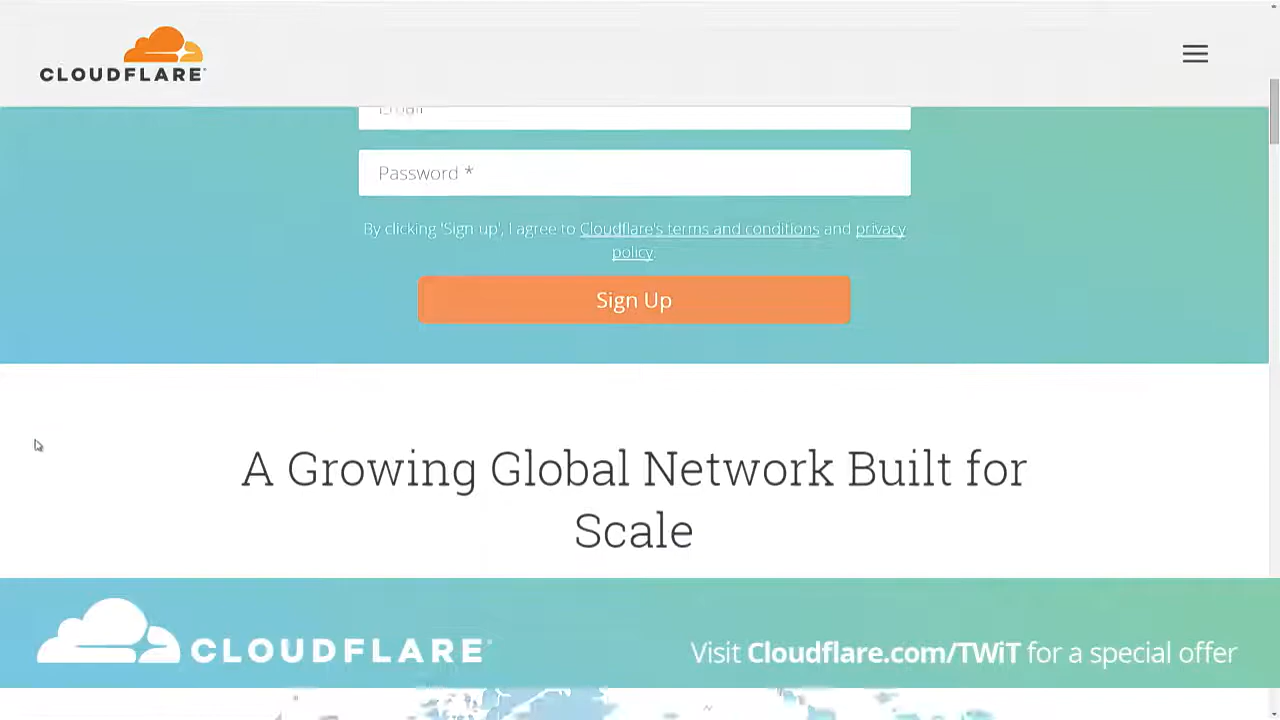 CLOUDFLARE
Email
Password *
By clicking 'Sign up', I agree to Cloudflare's terms and conditions and privacy
policy.
Sign Up
A Growing Global Network Built for
Scale
CLOUDFLARE
Visit Cloudflare.com/TWiT for a special offer